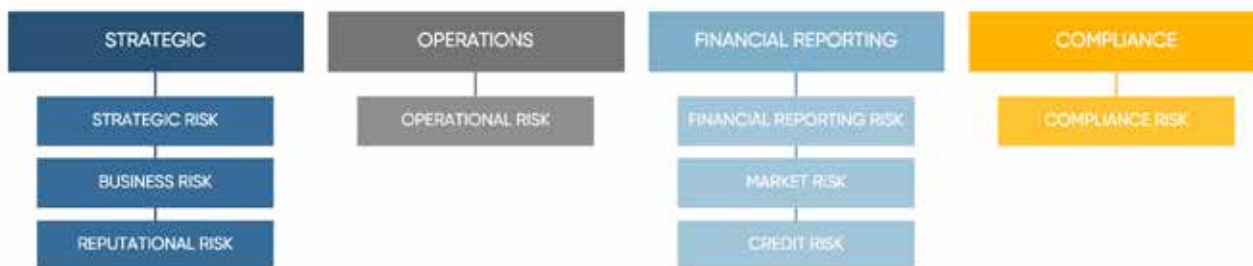 STRATEGIC
STRATEGIC RISK
BUSINESS RISK
REPUTATIONAL RISK
OPERATIONS
OPERATIONAL RISK
FINANCIAL REPORTING
FINANCIAL REPORTING RISK
MARKET RISK
CREDIT RISK
COMPLIANCE
COMPLIANCE RISK